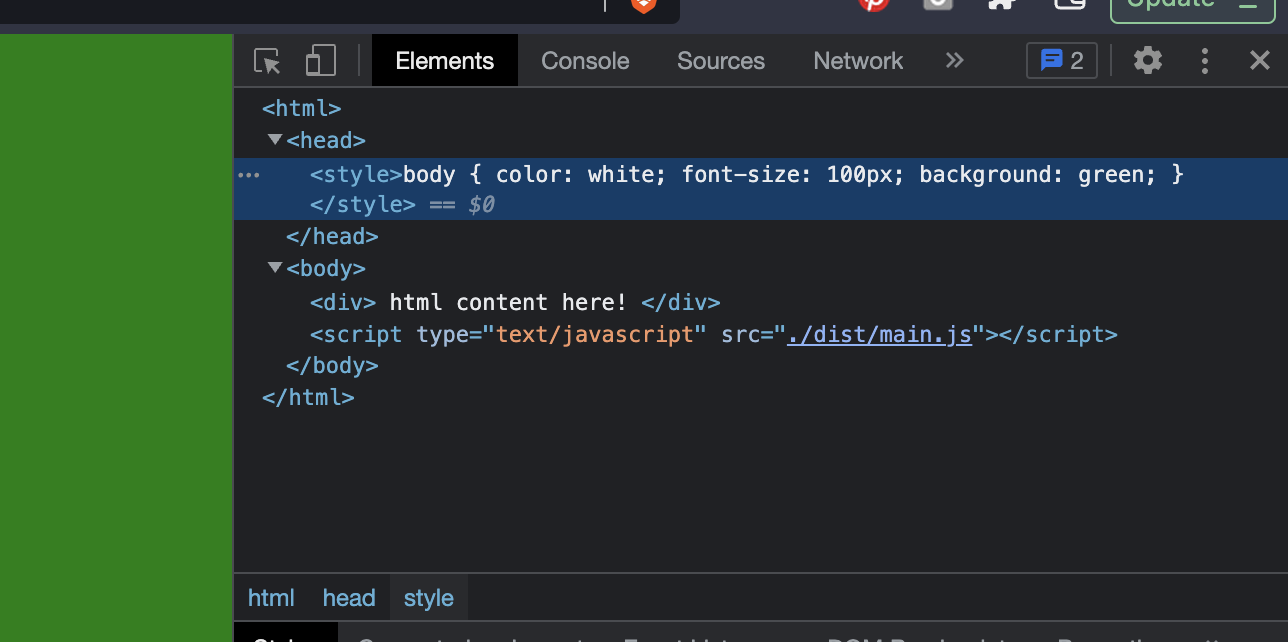 Update
Elements Console Sources Network » 2
<html>
<head>
<style>body { color: white; font-size: 100px; background: green; }
</style> == $0
</head>
<body>
<div> html content here! </div>
<script type="text/javascript" src="./dist/main.js"></script>
</body>
</html>
html head style